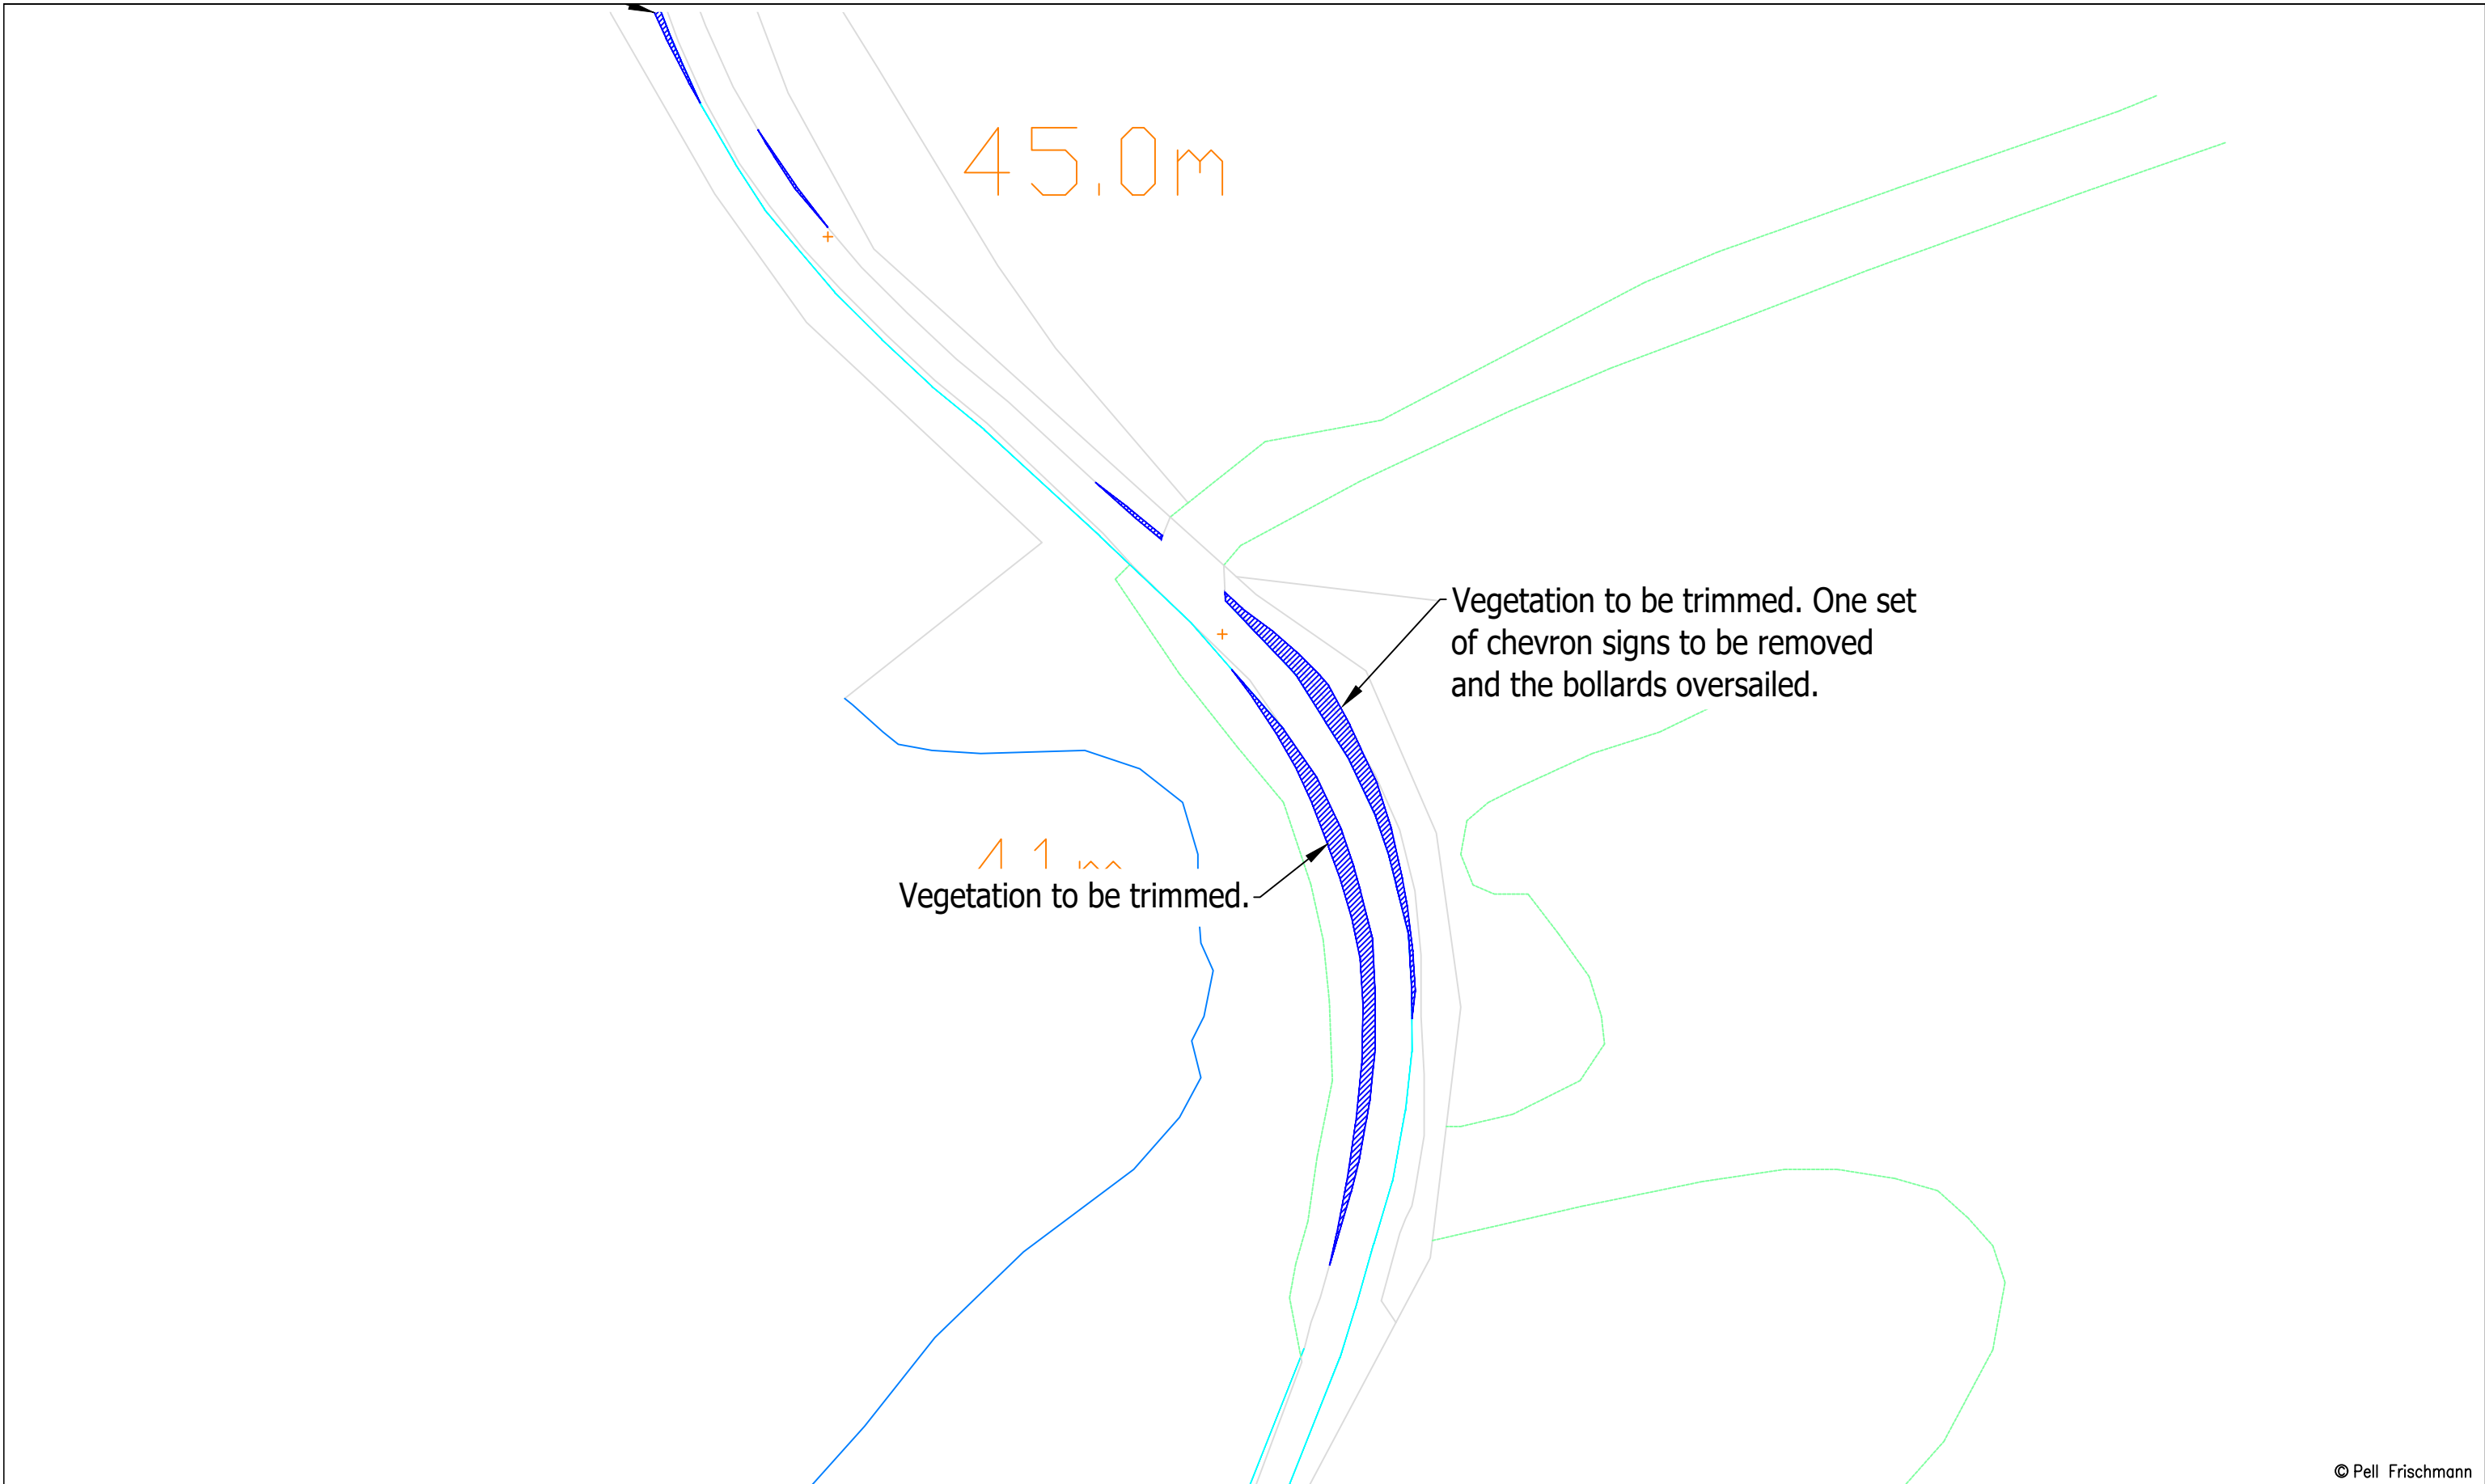 45.0m
Vegetation to be trimmed. One set
of chevron signs to be removed
and the bollards oversailed.
Vegetation to be trimmed.
© Pell Frischmann